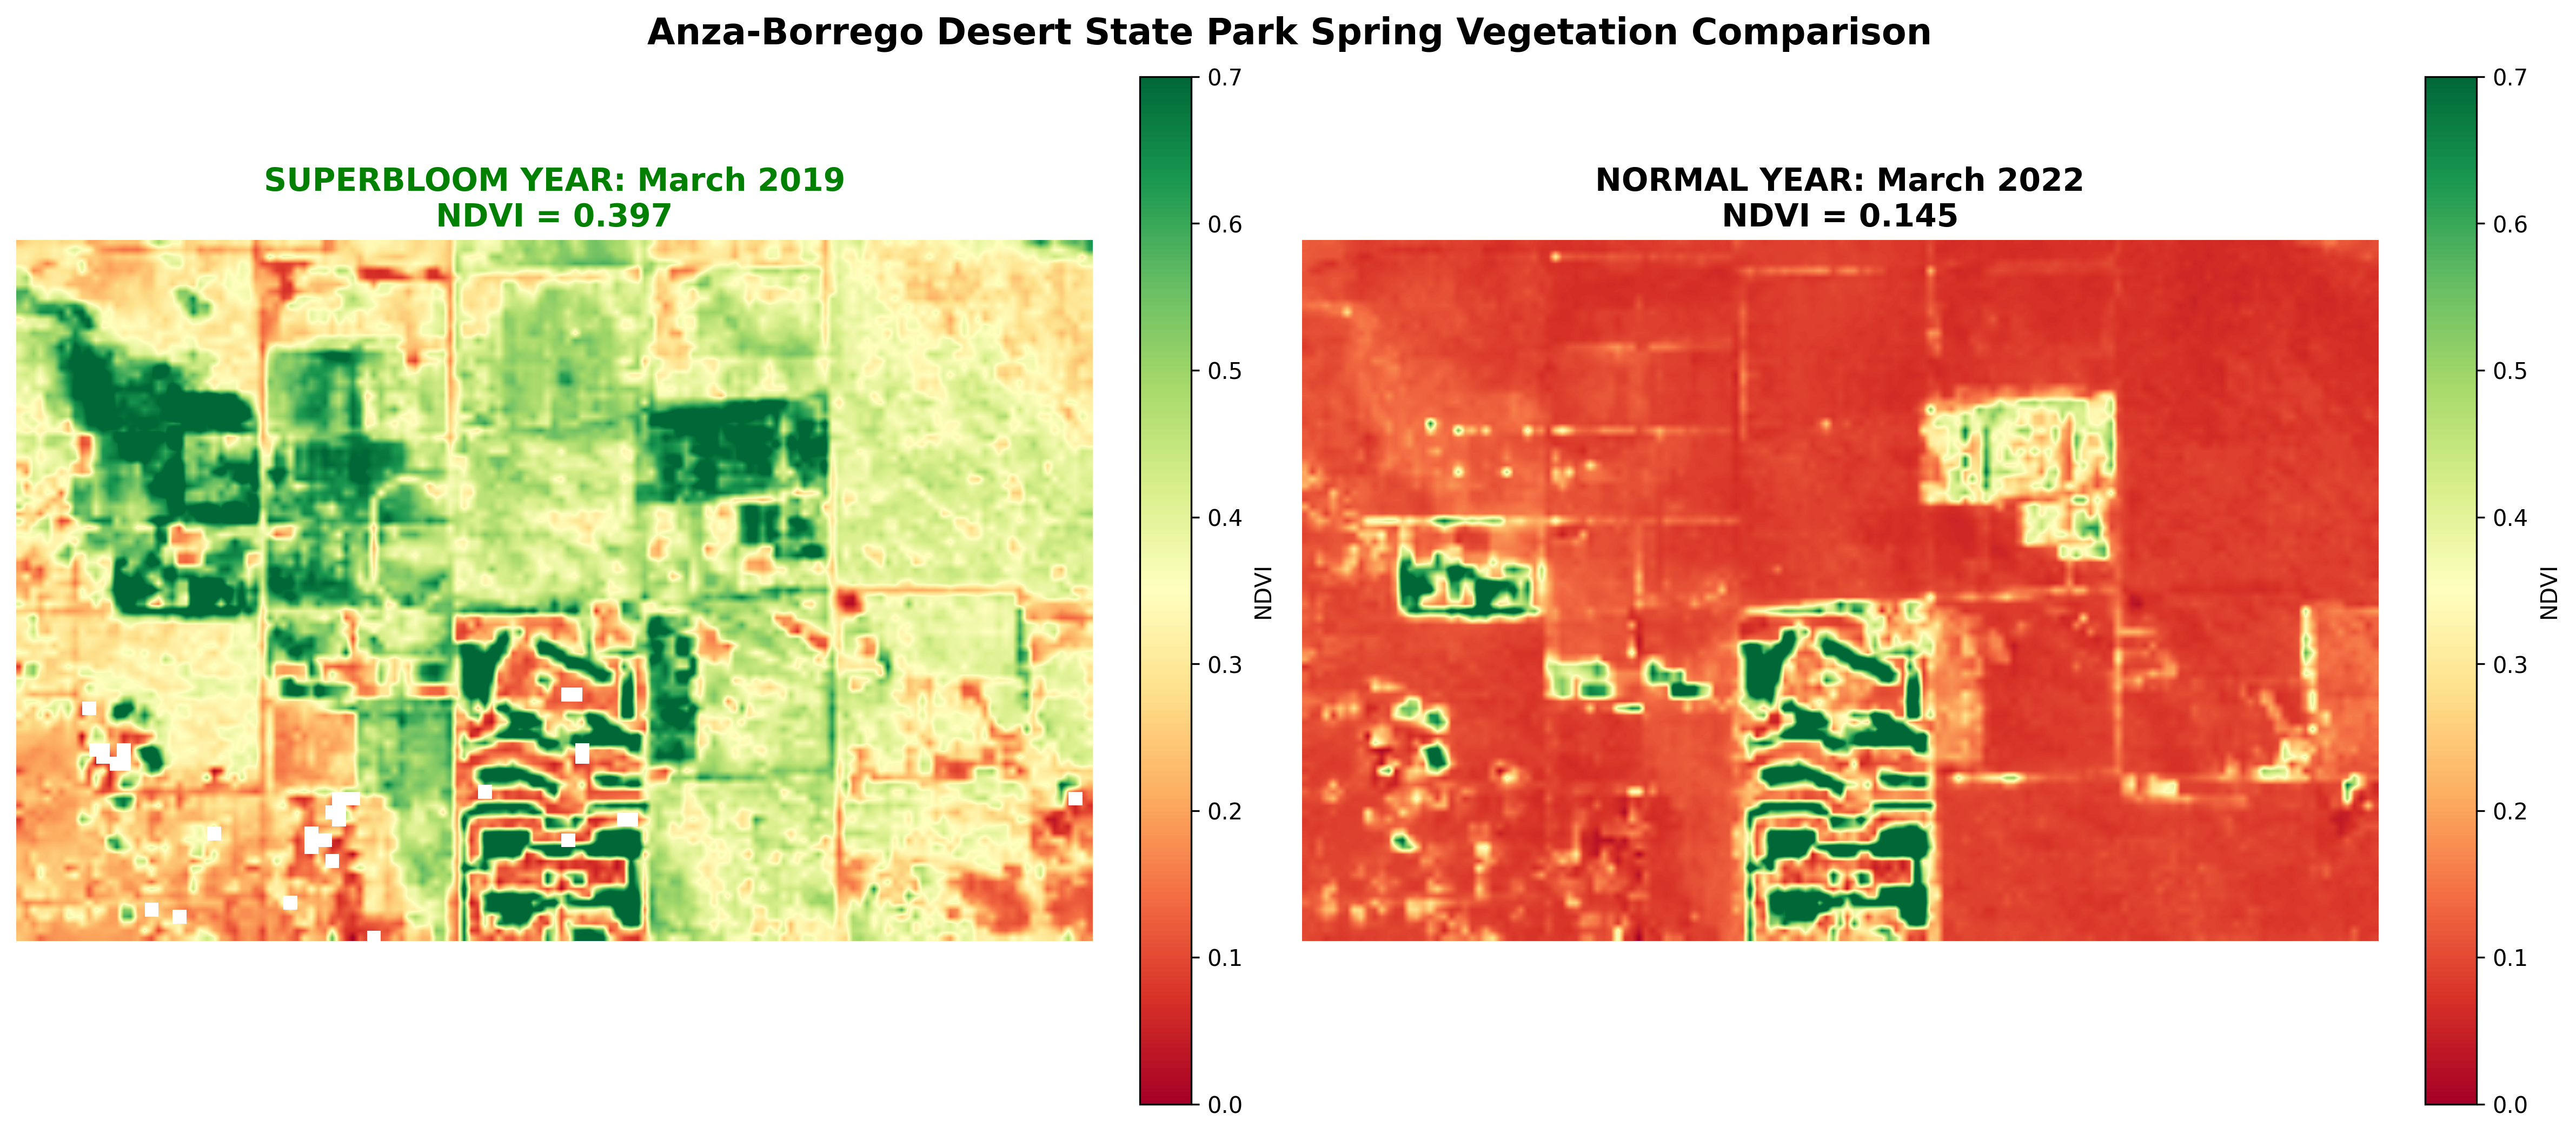 Anza-Borrego Desert State Park Spring Vegetation Comparison
SUPERBLOOM YEAR: March 2019
NDVI = 0.397
0.7
0.6
0.5
0.4
0.3
0.2
0.1
0.0
NDVI
NORMAL YEAR: March 2022
NDVI = 0.145
0.7
0.6
0.5
0.4
0.3
0.2
0.1
0.0
NDVI